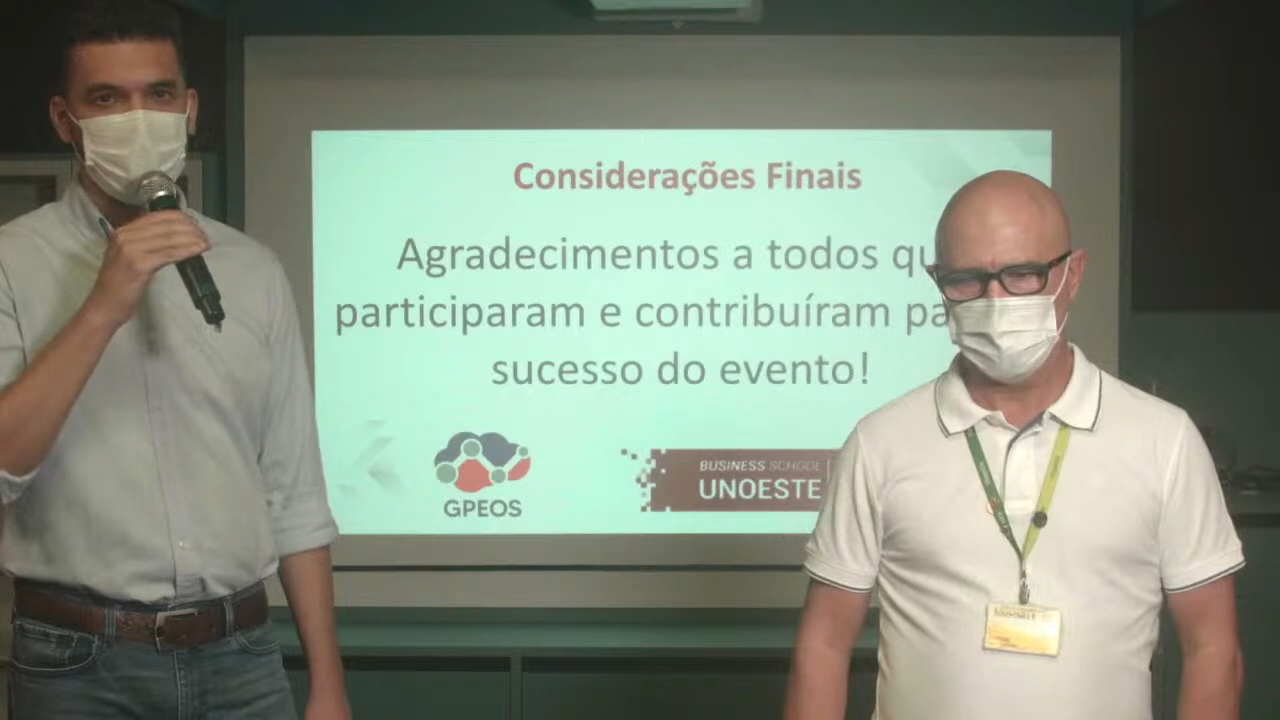 Considerações Finais
Agradecimentos a todos qu
participaram e contribuíram pa
sucesso do evento!
GPEOS
BUSINESS SCHOOL
UNOESTE